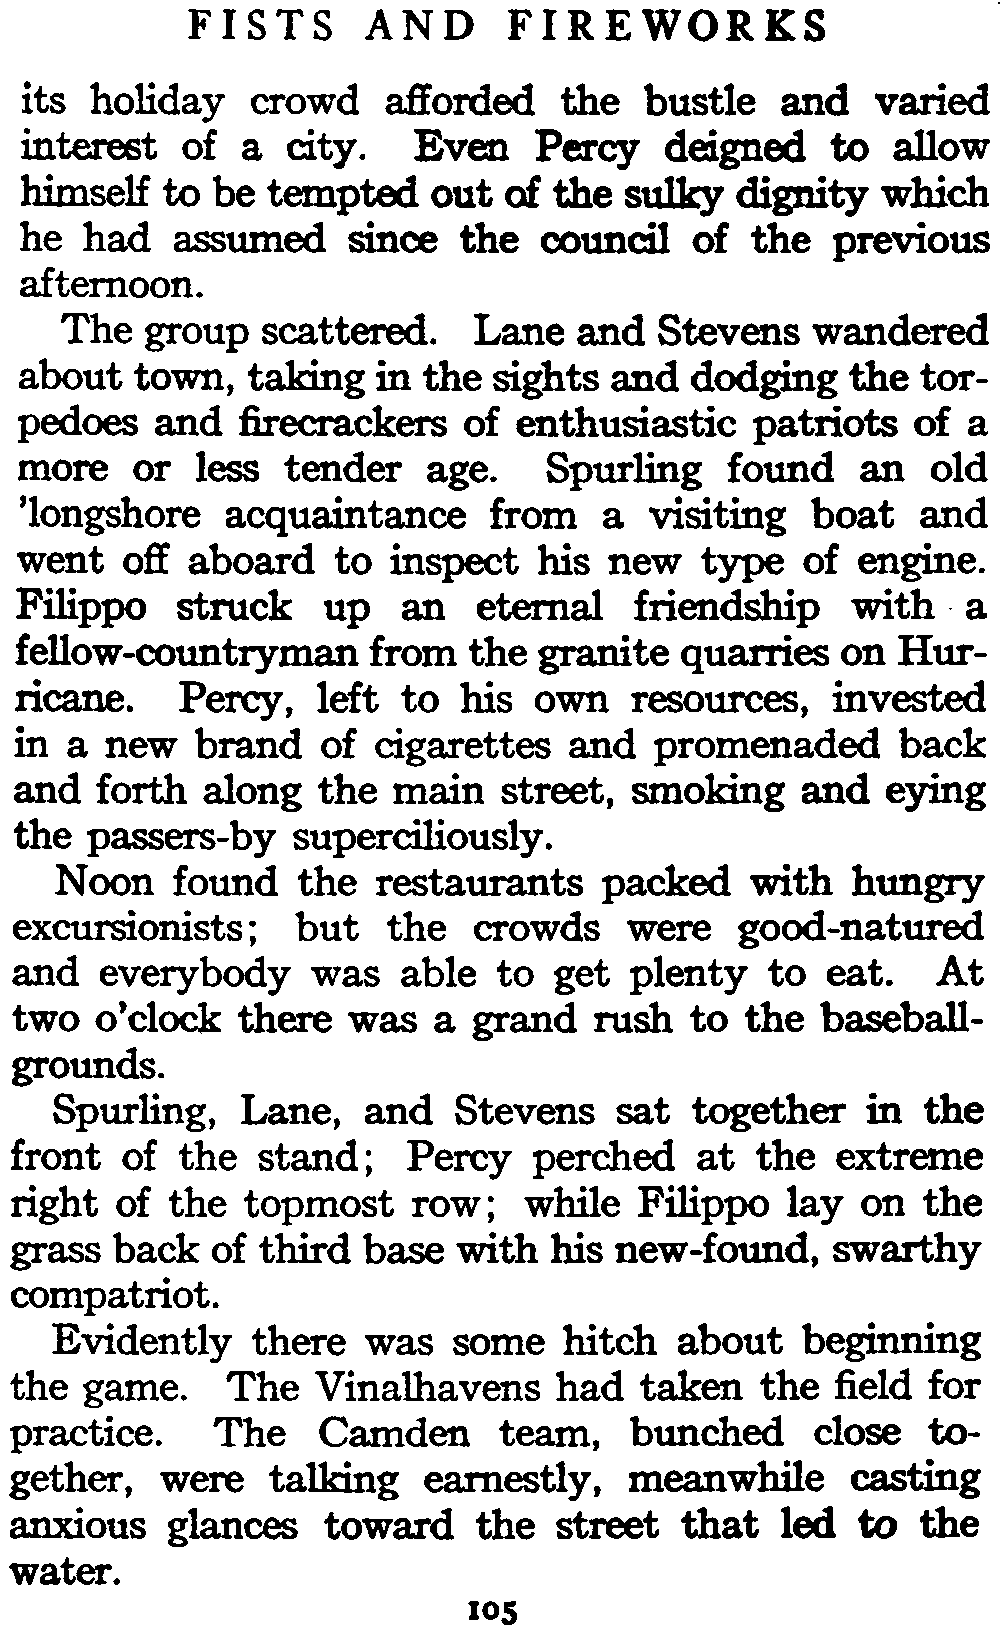 FISTS AND FIREWORKS
its holiday crowd afforded the bustle and varied
interest of a city. Even Percy deigned to allow
himself to be tempted out of the sulky dignity which
he had assumed since the council of the previous
afternoon.
The group scattered. Lane and Stevens wandered
about town, taking in the sights and dodging the tor-
pedoes and firecrackers of enthusiastic patriots of a
more or less tender age. Spurling found an old
'longshore acquaintance from a visiting boat and
went off aboard to inspect his new type of engine.
Filippo struck up an eternal friendship with a
fellow-countryman from the granite quarries on Hur-
ricane. Percy, left to his own resources, invested
in a new brand of cigarettes and promenaded back
and forth along the main street, smoking and eying
the passers-by superciliously.
Noon found the restaurants packed with hungry
excursionists; but the crowds were good-natured
and everybody was able to get plenty to eat. At
two o'clock there was a grand rush to the baseball-
grounds.
Spurling, Lane, and Stevens sat together in the
front of the stand; Percy perched at the extreme
right of the topmost row; while Filippo lay on the
grass back of third base with his new-found, swarthy
compatriot.
Evidently there was some hitch about beginning
the game. The Vinalhavens had taken the field for
practice. The Camden team, bunched close to-
gether, were talking earnestly, meanwhile casting
anxious glances toward the street that led to the
water.
105